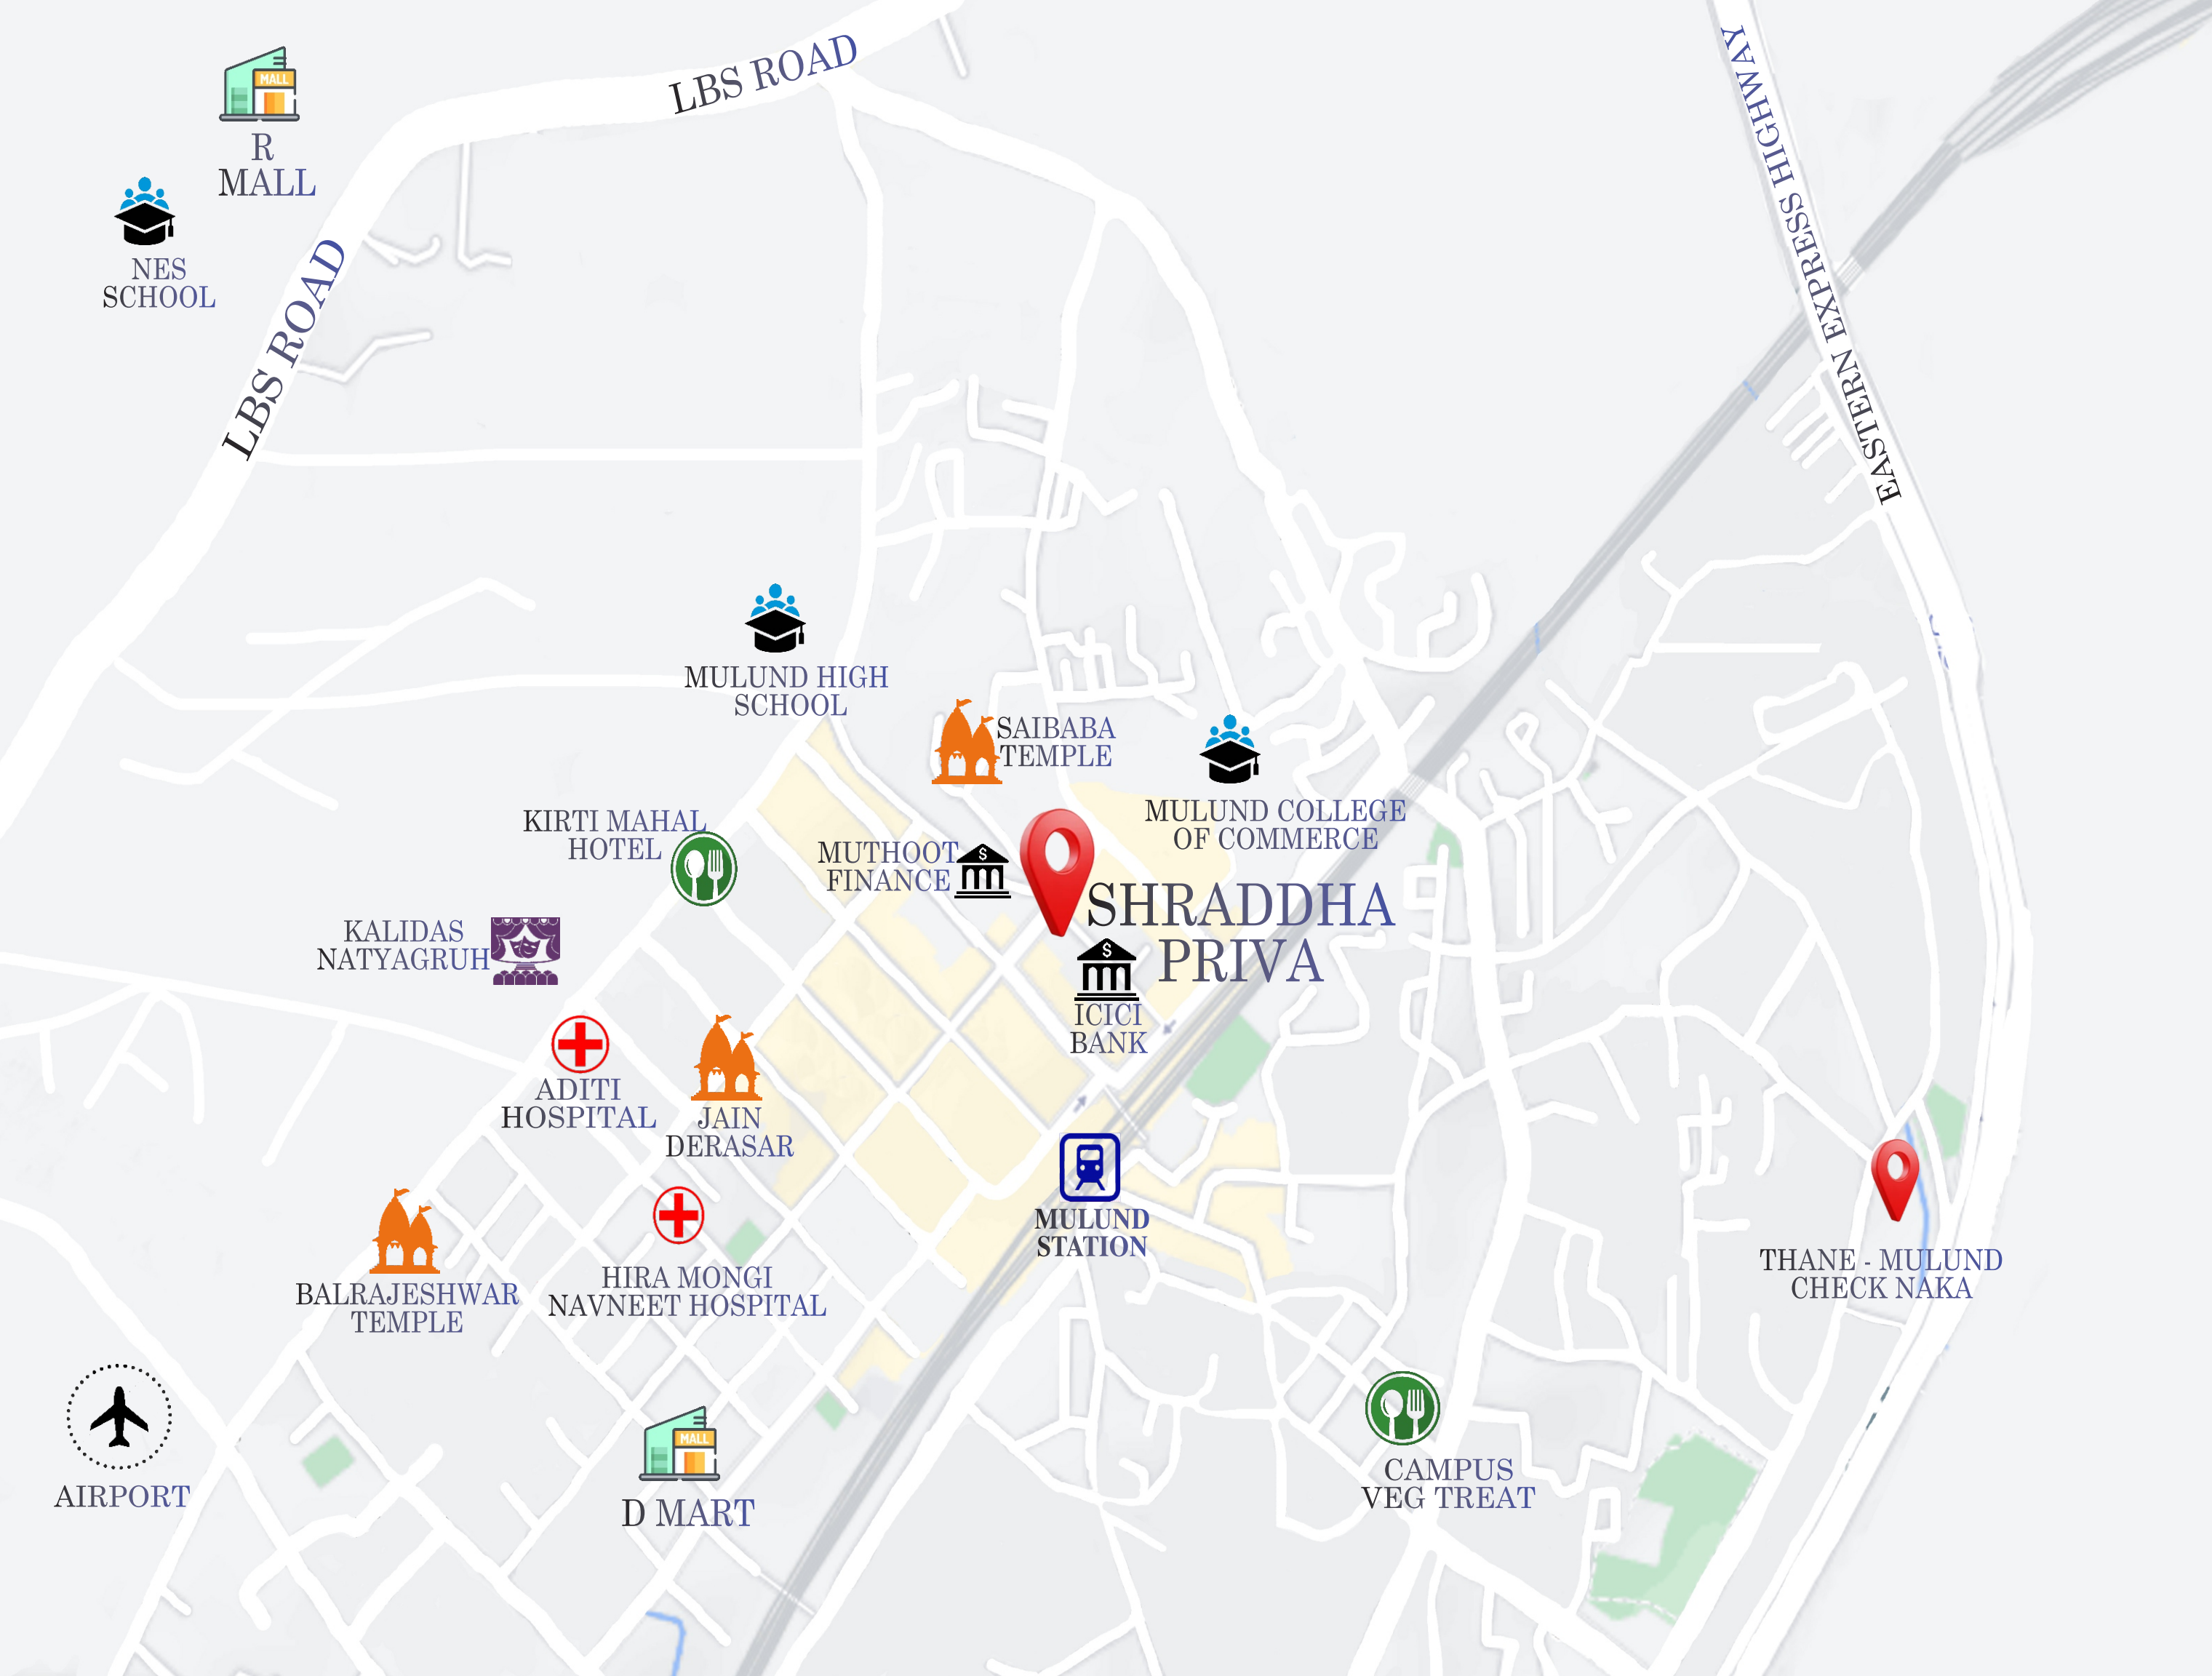 LBS ROAD
EASTERN EXPRESS HIGHWAY
MALL
R
MALL
NES
SCHOOL
LBS ROAD
MULUND HIGH
SCHOOL
SAIBABA
TEMPLE
MULUND COLLEGE
OF COMMERCE
KIRTI MAHAL
HOTEL
MUTHOOT
FINANCE
$
SHRADDHA
PRIVA
$
ICICI
BANK
KALIDAS
NATYAGRUH
ADITI
HOSPITAL
JAIN
DERASAR
MULUND
STATION
THANE - MULUND
CHECK NAKA
BALRAJESHWAR
TEMPLE
HIRA MONGI
NAVNEET HOSPITAL
AIRPORT
MALL
D MART
CAMPUS
VEG TREAT